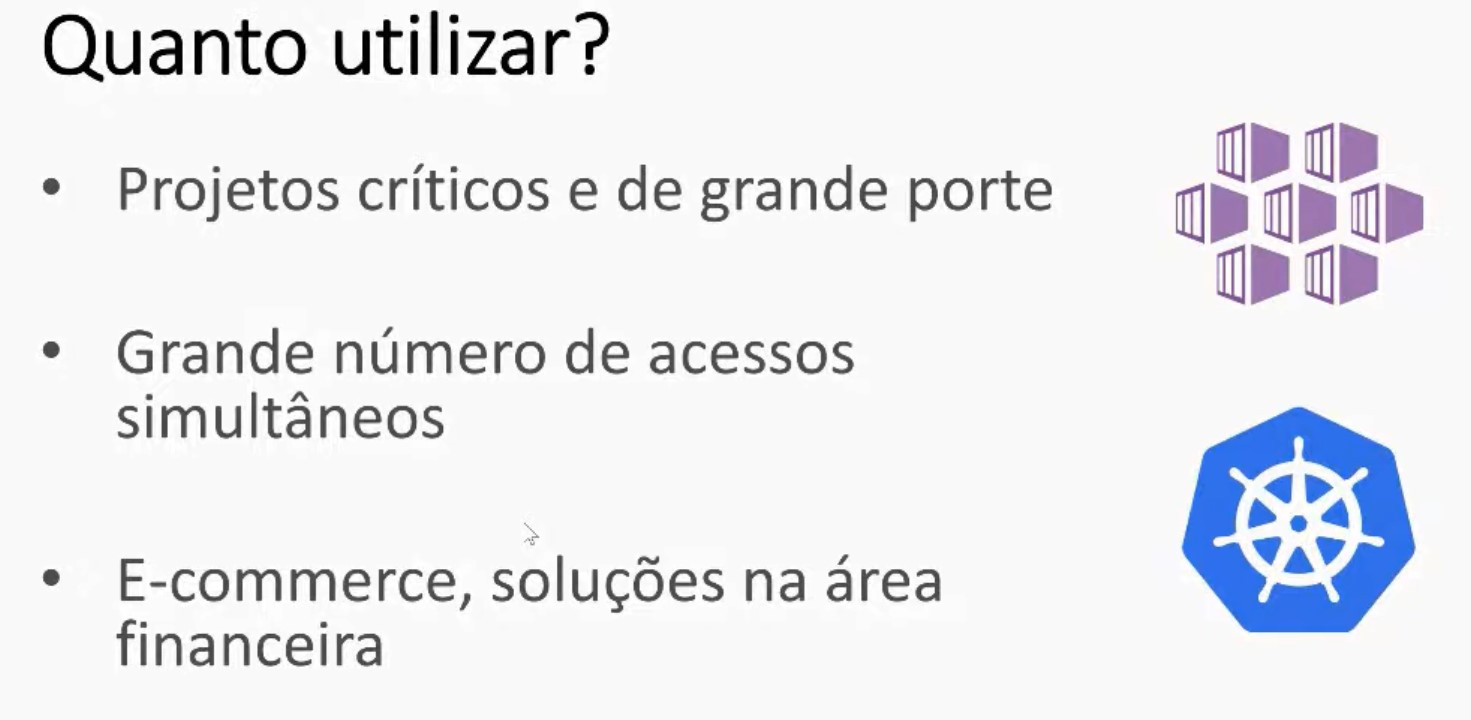 Quanto utilizar?
• Projetos críticos e de grande porte
• Grande número de acessos
simultâneos
• E-commerce, soluções na área
financeira